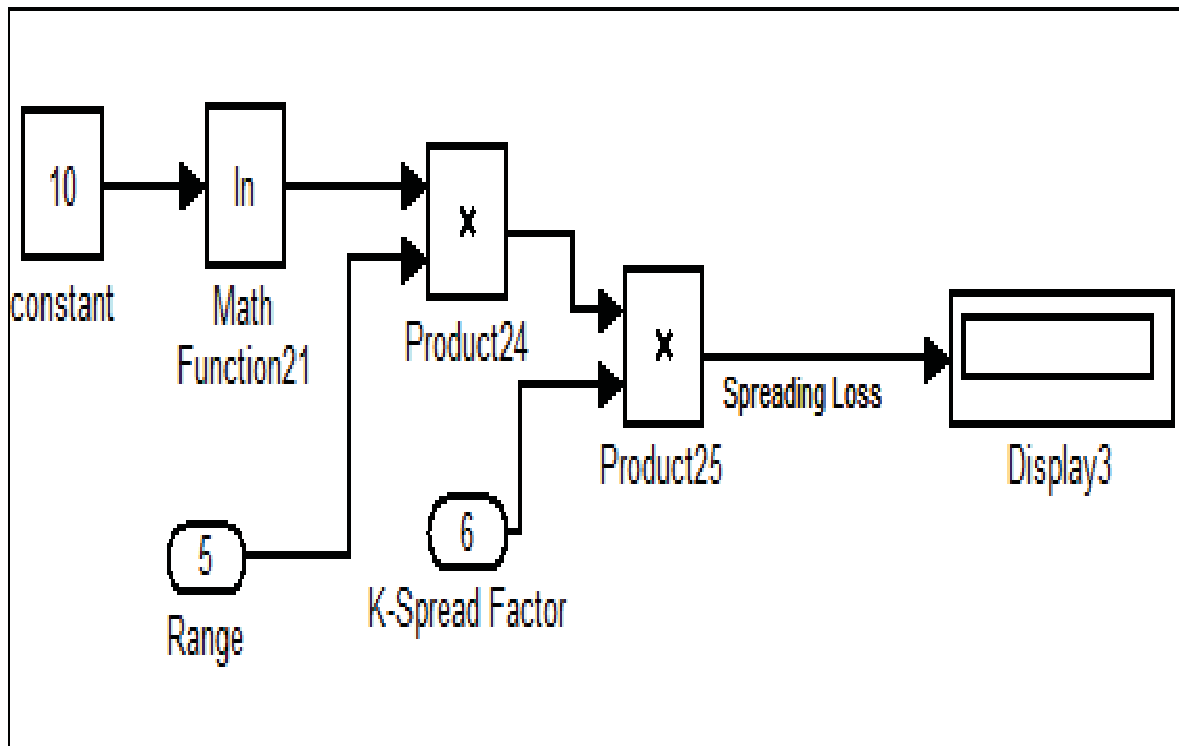 10
constant
ln
Math
Function21
x
Product24
x
Product25
Spreading Loss
Display3
5
Range
6
K-Spread Factor